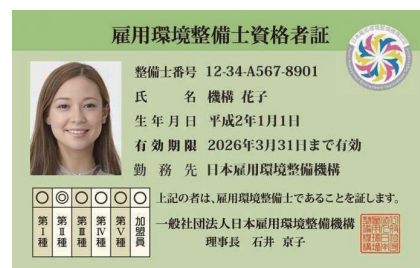 雇用環境整備士資格者証
整備士番号 12-34-A567-8901
氏名 機構 花子
生年月日 平成2年1月1日
有効期限 2026年3月31日まで有効
勤務先 日本雇用環境整備機構
○ ◎ ○ ○ ○ ○
第Ⅰ種 第Ⅱ種 第Ⅲ種 第Ⅳ種 第Ⅴ種 加盟員
上記の者は、雇用環境整備士であることを証します。
一般社団法人日本雇用環境整備機構
理事長 石井 京子